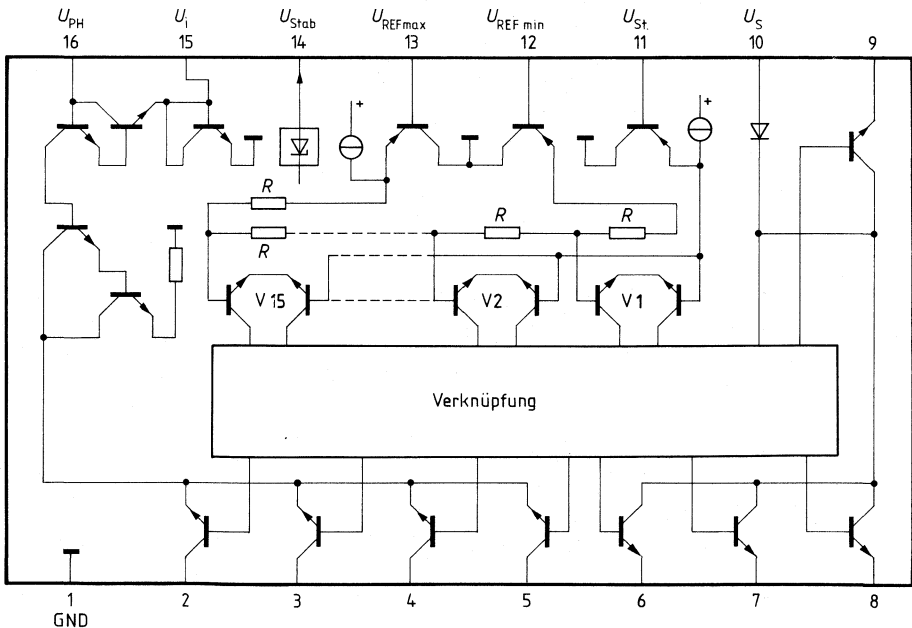 U_PH U_i U_Stab U_REFmax U_REF min U_St. U_S
16 15 14 13 12 11 10 9
+ +
R
R R R
V15 V2 V1
Verknüpfung
1 2 3 4 5 6 7 8
GND